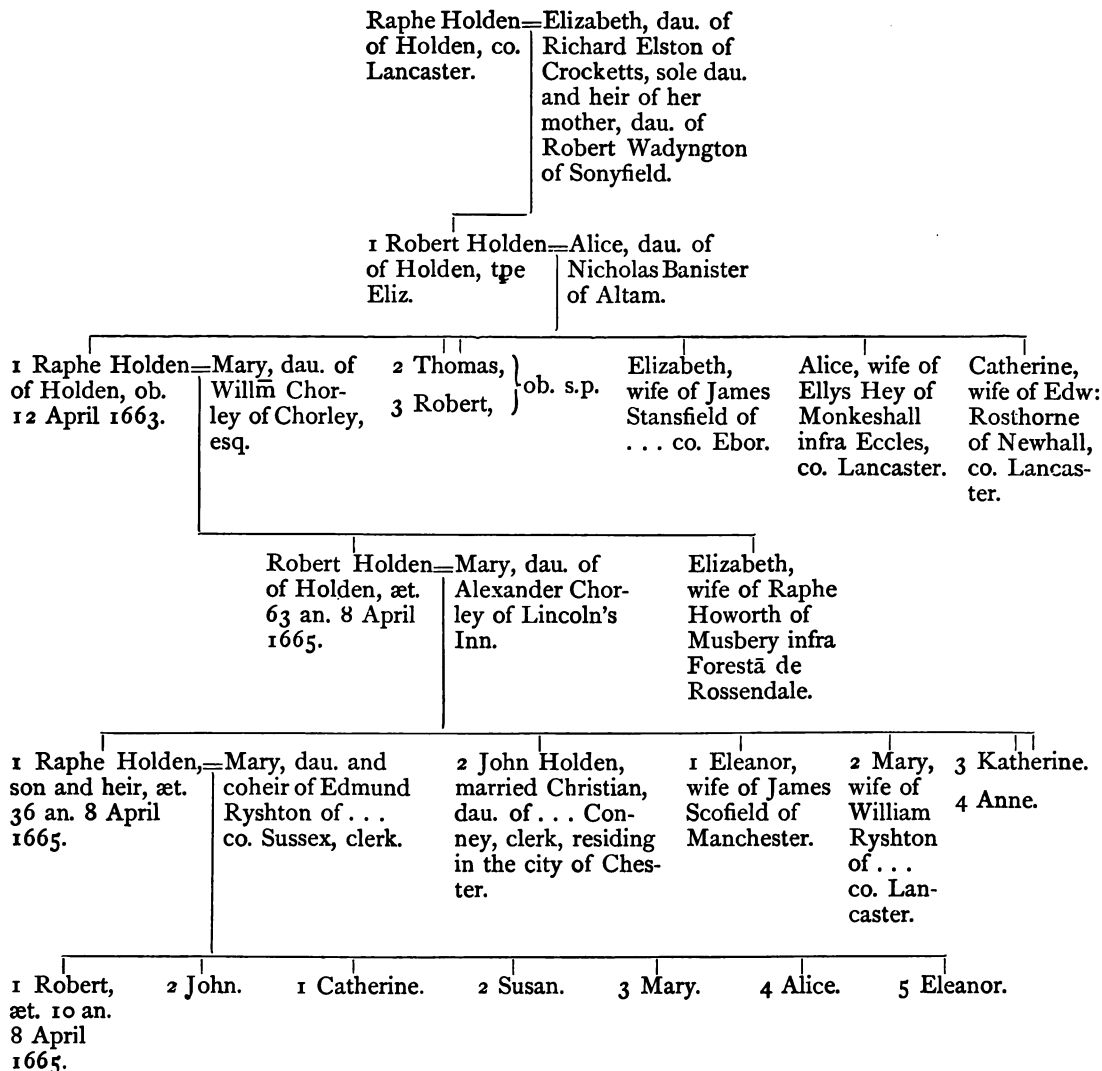 Raphe Holden=Elizabeth, dau. of
of Holden, co. Richard Elston of
Lancaster. Crocketts, sole dau.
and heir of her
mother, dau. of
Robert Wadyngton
of Sonyfield.
1 Robert Holden=Alice, dau. of
of Holden, tpe Nicholas Banister
Eliz. of Altam.
1 Raphe Holden=Mary, dau. of
of Holden, ob. Willm̄ Chor-
12 April 1663. ley of Chorley,
esq.
2 Thomas,
3 Robert,
} ob. s.p.
Elizabeth,
wife of James
Stansfield of
... co. Ebor.
Alice, wife of
Ellys Hey of
Monkeshall
infra Eccles,
co. Lancaster.
Catherine,
wife of Edw:
Rosthorne
of Newhall,
co. Lancas-
ter.
Robert Holden=Mary, dau. of
of Holden, æt. Alexander Chor-
63 an. 8 April ley of Lincoln's
1665. Inn.
Elizabeth,
wife of Raphe
Howorth of
Musbery infra
Forestā de
Rossendale.
1 Raphe Holden,=Mary, dau. and
son and heir, æt. coheir of Edmund
36 an. 8 April Ryshton of ...
1665. co. Sussex, clerk.
2 John Holden,
married Christian,
dau. of ... Con-
ney, clerk, residing
in the city of Ches-
ter.
1 Eleanor,
wife of James
Scofield of
Manchester.
2 Mary,
wife of
William
Ryshton
of ...
co. Lan-
caster.
3 Katherine.
4 Anne.
1 Robert,
æt. 10 an.
8 April
1665.
2 John.
1 Catherine.
2 Susan.
3 Mary.
4 Alice.
5 Eleanor.